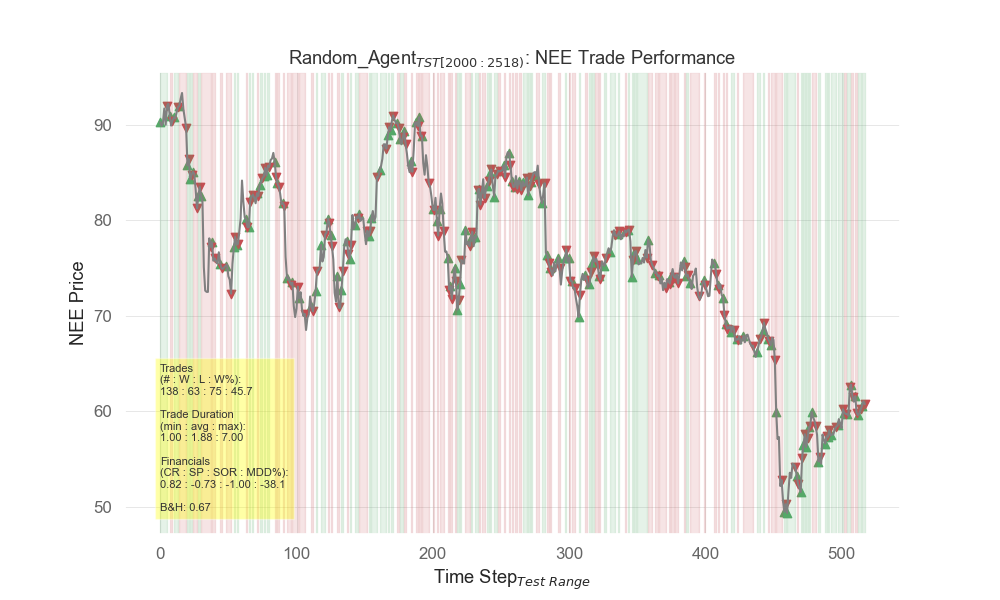 Random_Agent TST[2000 : 2518]: NEE Trade Performance
NEE Price
90
80
70
60
50
Trades
(# : W : L : W%):
138 : 63 : 75 : 45.7
Trade Duration
(min : avg : max):
1.00 : 1.88 : 7.00
Financials
(CR : SP : SOR : MDD%):
0.82 : -0.73 : -1.00 : -38.1
B&H: 0.67
0 100 200 300 400 500
Time Step Test Range